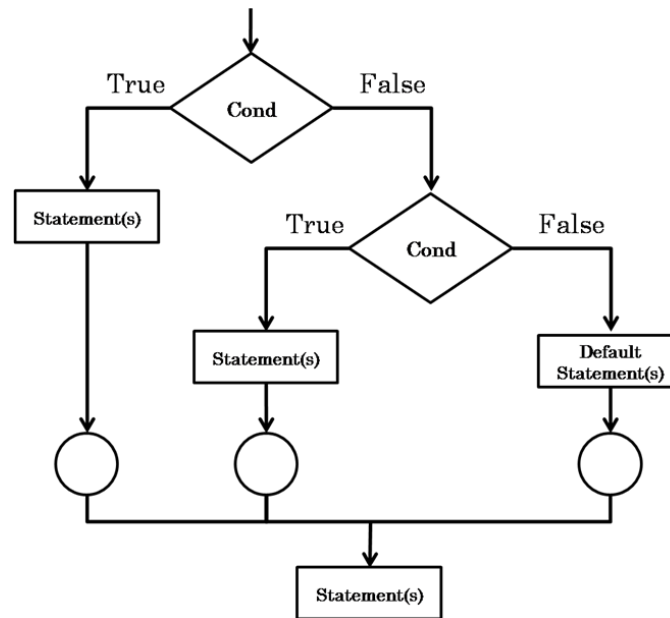 True
False
Cond
Statement(s)
True
False
Cond
Statement(s)
Default
Statement(s)
Statement(s)